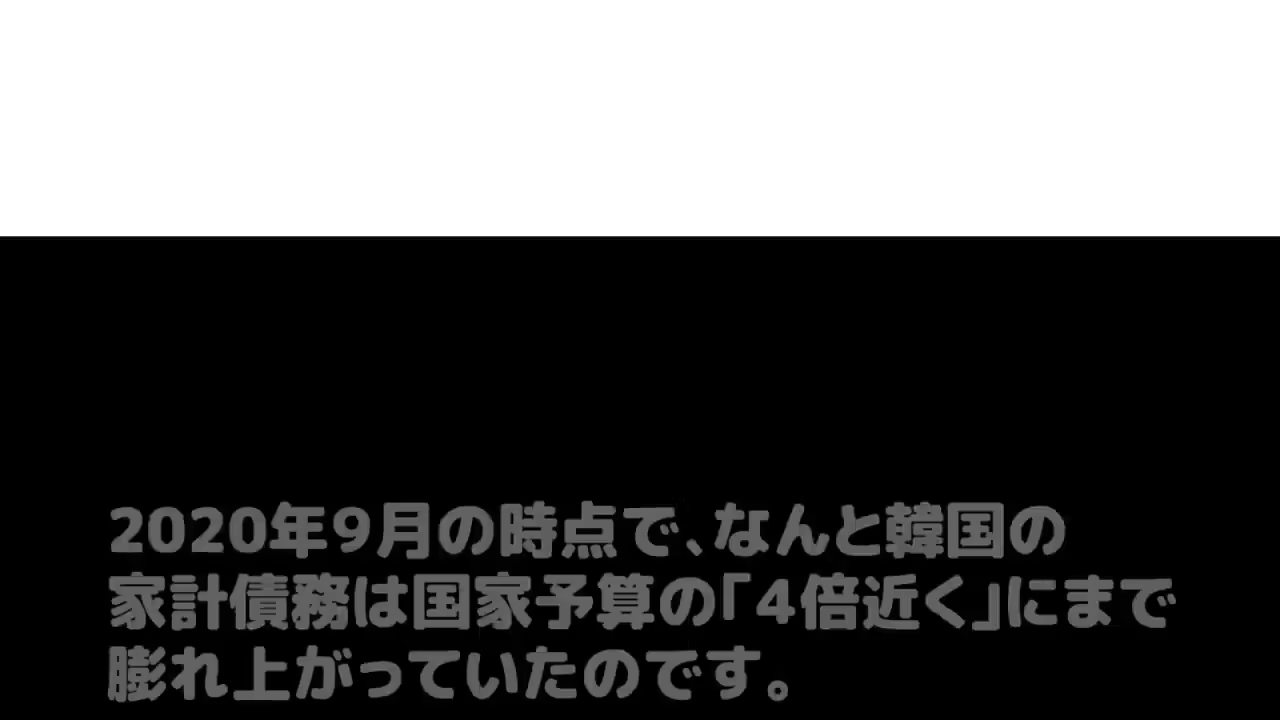 2020年9月の時点で、なんと韓国の
家計債務は国家予算の「4倍近く」にまで
膨れ上がっていたのです。